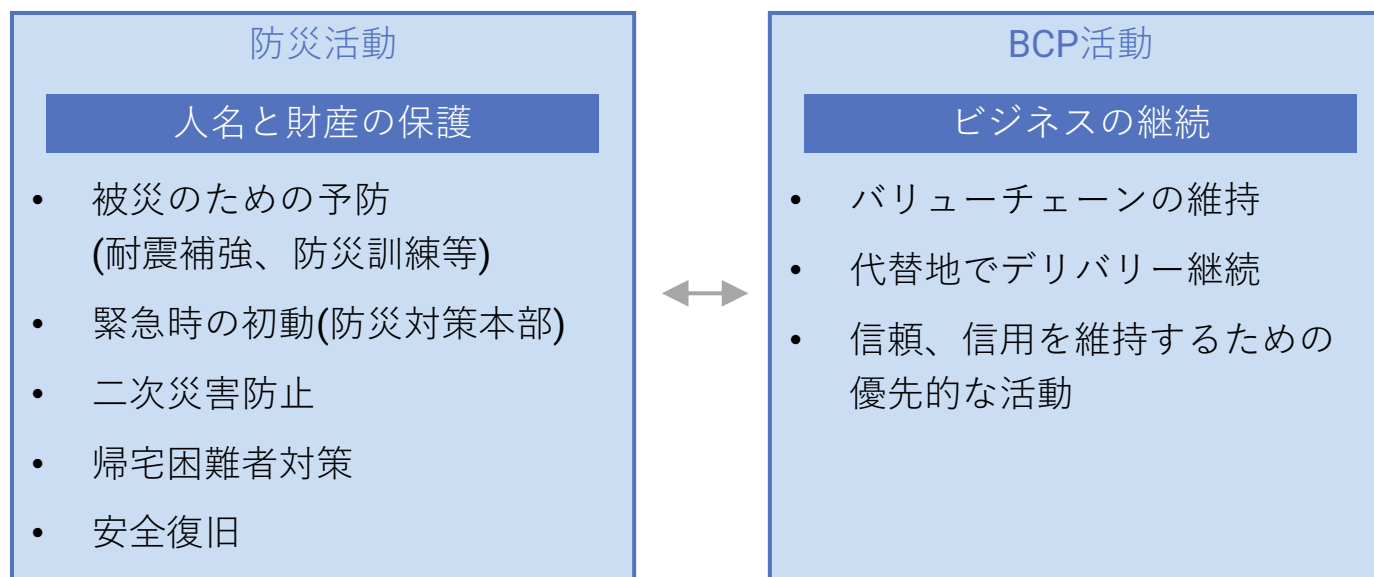 防災活動
人名と財産の保護
• 被災のための予防
(耐震補強、防災訓練等)
• 緊急時の初動(防災対策本部)
• 二次災害防止
• 帰宅困難者対策
• 安全復旧
BCP活動
ビジネスの継続
• バリューチェーンの維持
• 代替地でデリバリー継続
• 信頼、信用を維持するための
優先的な活動